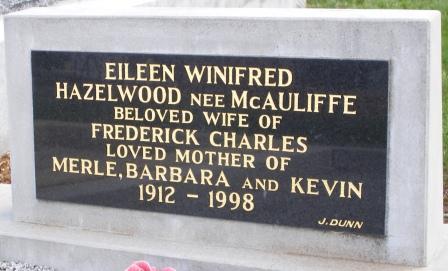 EILEEN WINIFRED
HAZELWOOD NEE McAULIFFE
BELOVED WIFE OF
FREDERICK CHARLES
LOVED MOTHER OF
MERLE, BARBARA AND KEVIN
1912 – 1998
J. DUNN